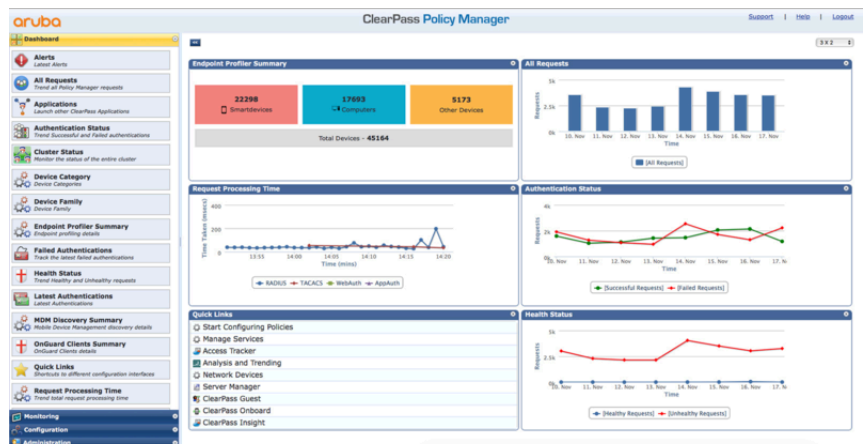 aruba
ClearPass Policy Manager
Support | Help | Logout
Dashboard
3 X 2
Alerts
Latest Alerts
All Requests
Trend all Policy Manager requests
Applications
Launch other ClearPass Applications
Authentication Status
Trend Successful and Failed authentications
Cluster Status
Monitor the status of the entire cluster
Device Category
Device Categories
Device Family
Device Family
Endpoint Profiler Summary
Endpoint profiling details
Failed Authentications
Track the latest failed authentications
Health Status
Trend Healthy and Unhealthy requests
Latest Authentications
Latest Authentications
MDM Discovery Summary
Mobile Device Management discovery details
OnGuard Clients Summary
OnGuard Clients details
Quick Links
Shortcuts to different configuration interfaces
Request Processing Time
Trend total request processing time
Monitoring
Configuration
Administration
Endpoint Profiler Summary
22298
Smartdevices
17693
Computers
5173
Other Devices
Total Devices - 45164
All Requests
Requests
5k
2.5k
0k
10. Nov 11. Nov 12. Nov 13. Nov 14. Nov 15. Nov 16. Nov 17. Nov
Time
[All Requests]
Request Processing Time
Time Taken (msecs)
400
200
0
13:55 14:00 14:05 14:10 14:15 14:20
Time (mins)
RADIUS TACACS WebAuth AppAuth
Authentication Status
Requests
4k
2k
0k
10. Nov 11. Nov 12. Nov 13. Nov 14. Nov 15. Nov 16. Nov 17. N
Time
[Successful Requests] [Failed Requests]
Quick Links
Start Configuring Policies
Manage Services
Access Tracker
Analysis and Trending
Network Devices
Server Manager
ClearPass Guest
ClearPass Onboard
ClearPass Insight
Health Status
Requests
5k
2.5k
0k
10. Nov 11. Nov 12. Nov 13. Nov 14. Nov 15. Nov 16. Nov 17. N
Time
[Healthy Requests] [Unhealthy Requests]